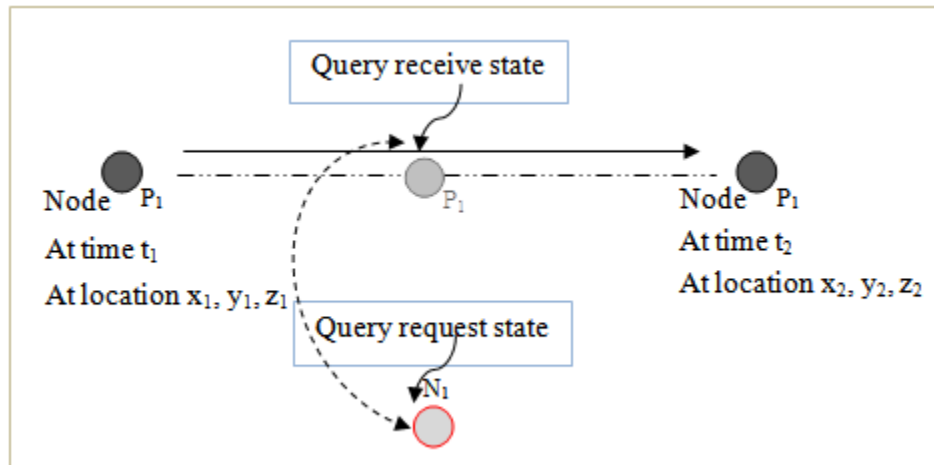 Query receive state
Node P₁
P₁
Node P₁
At time t₁
At time t₂
At location x₁, y₁, z₁
At location x₂, y₂, z₂
Query request state
N₁